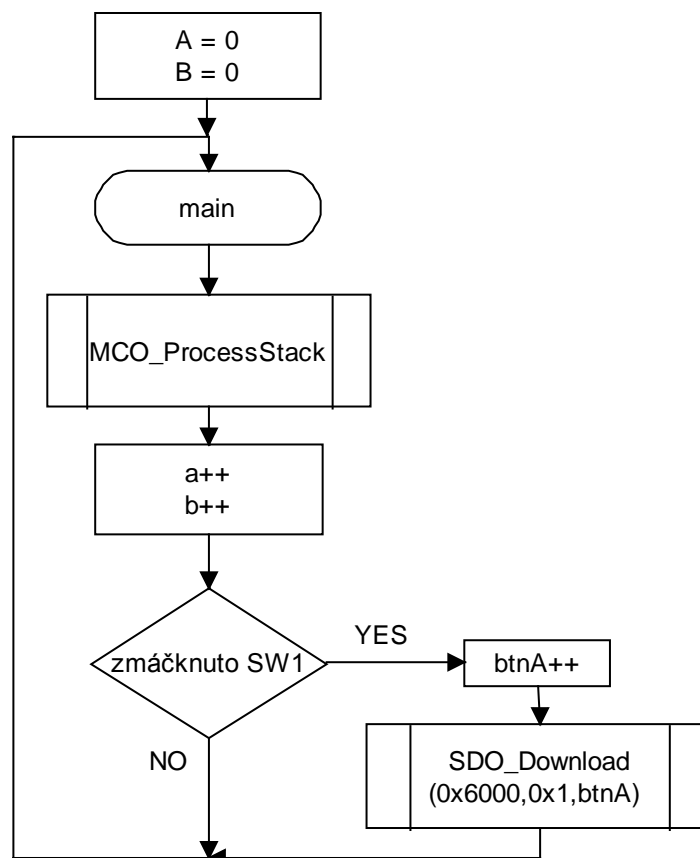 A = 0
B = 0
main
MCO_ProcessStack
a++
b++
zmáčknuto SW1
YES
btnA++
NO
SDO_Download
(0x6000,0x1,btnA)